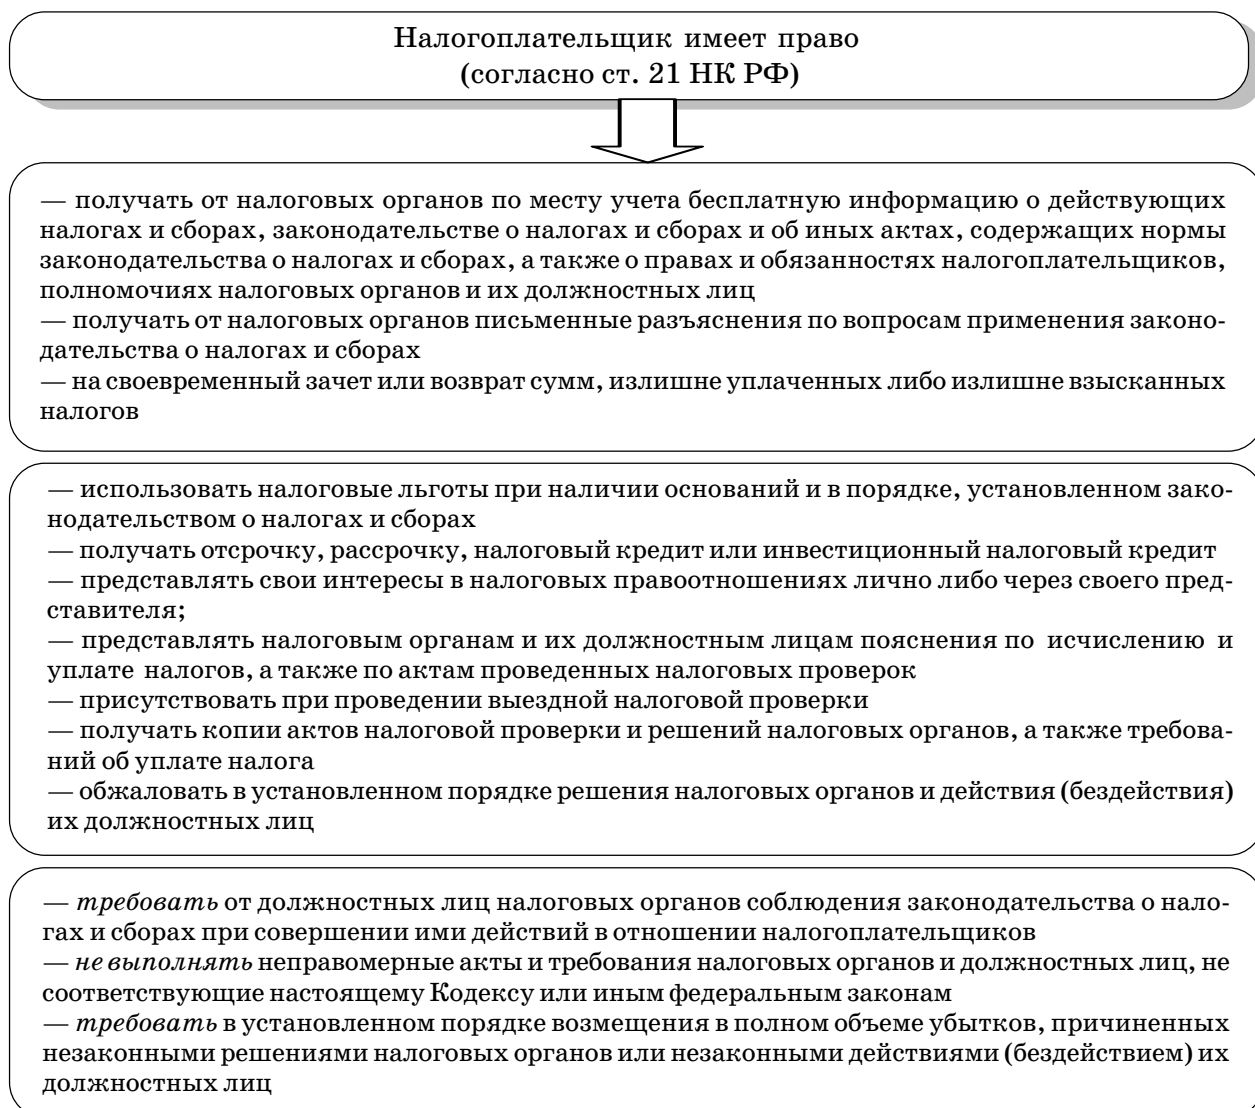 Налогоплательщик имеет право
(согласно ст. 21 НК РФ)
— получать от налоговых органов по месту учета бесплатную информацию о действующих
налогах и сборах, законодательстве о налогах и сборах и об иных актах, содержащих нормы
законодательства о налогах и сборах, а также о правах и обязанностях налогоплательщиков,
полномочиях налоговых органов и их должностных лиц
— получать от налоговых органов письменные разъяснения по вопросам применения законо-
дательства о налогах и сборах
— на своевременный зачет или возврат сумм, излишне уплаченных либо излишне взысканных
налогов
— использовать налоговые льготы при наличии оснований и в порядке, установленном зако-
нодательством о налогах и сборах
— получать отсрочку, рассрочку, налоговый кредит или инвестиционный налоговый кредит
— представлять свои интересы в налоговых правоотношениях лично либо через своего пред-
ставителя;
— представлять налоговым органам и их должностным лицам пояснения по исчислению и
уплате налогов, а также по актам проведенных налоговых проверок
— присутствовать при проведении выездной налоговой проверки
— получать копии актов налоговой проверки и решений налоговых органов, а также требова-
ний об уплате налога
— обжаловать в установленном порядке решения налоговых органов и действия (бездействия)
их должностных лиц
— требовать от должностных лиц налоговых органов соблюдения законодательства о нало-
гах и сборах при совершении ими действий в отношении налогоплательщиков
— не выполнять неправомерные акты и требования налоговых органов и должностных лиц, не
соответствующие настоящему Кодексу или иным федеральным законам
— требовать в установленном порядке возмещения в полном объеме убытков, причиненных
незаконными решениями налоговых органов или незаконными действиями (бездействием) их
должностных лиц